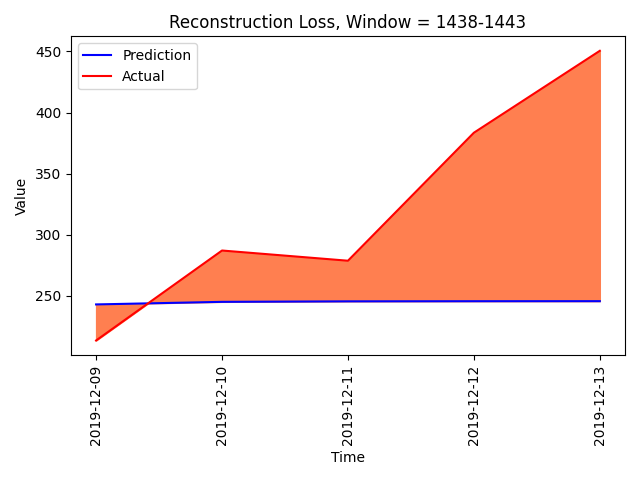 Reconstruction Loss, Window = 1438-1443
Prediction
Actual
450
400
350
300
250
Value
2019-12-09
2019-12-10
2019-12-11
2019-12-12
2019-12-13
Time